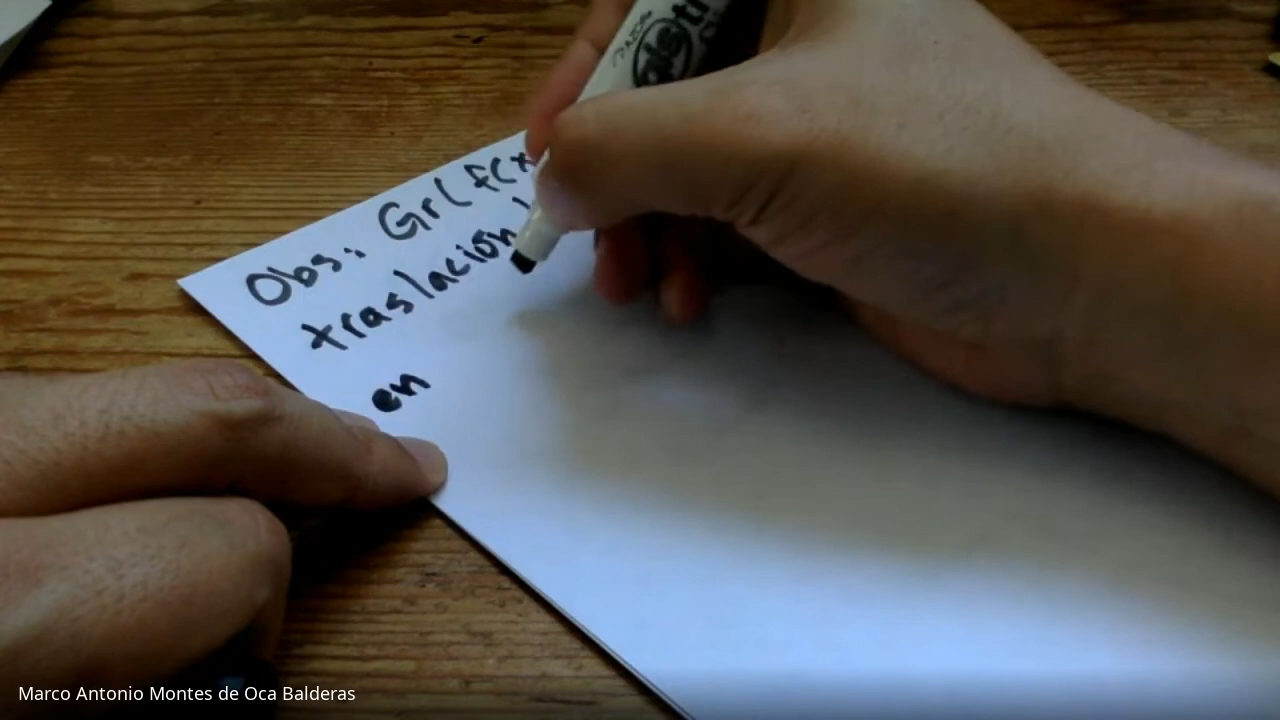 Obs: Gr(f(x
traslación
en
Marco Antonio Montes de Oca Balderas